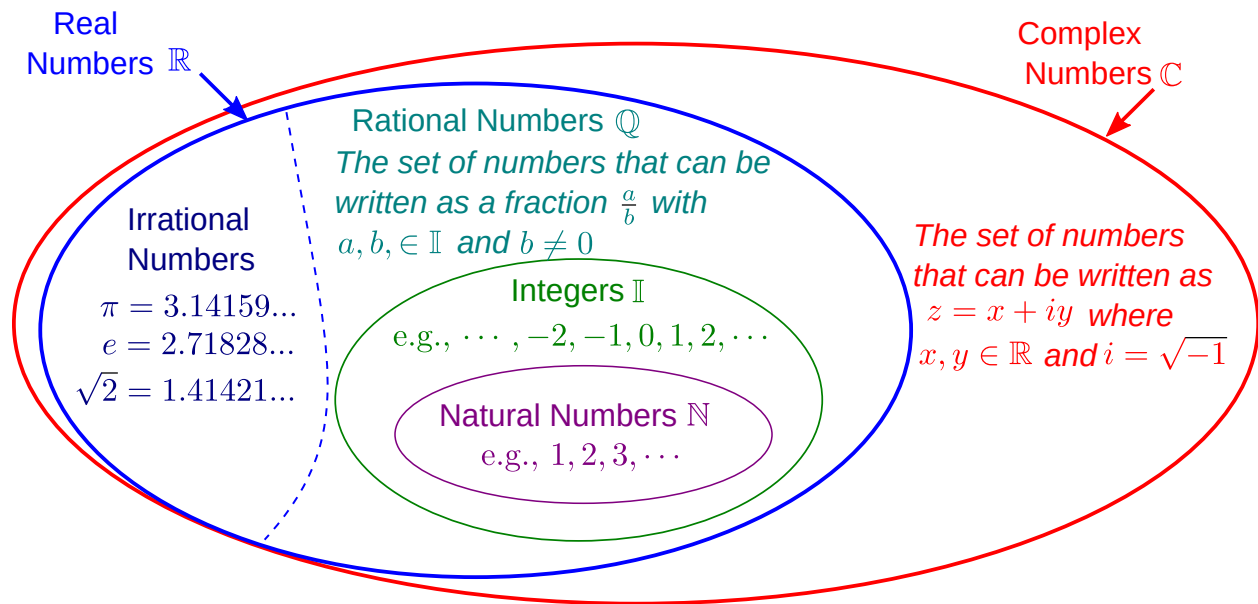 Real
Numbers ℝ
Complex
Numbers ℂ
Rational Numbers ℚ
The set of numbers that can be
written as a fraction a/b with
a, b, ∈ 𝕀 and b ≠ 0
Irrational
Numbers
π = 3.14159...
e = 2.71828...
√2 = 1.41421...
Integers 𝕀
e.g., ⋯ , −2, −1, 0, 1, 2, ⋯
Natural Numbers ℕ
e.g., 1, 2, 3, ⋯
The set of numbers
that can be written as
z = x + iy where
x, y ∈ ℝ and i = √−1